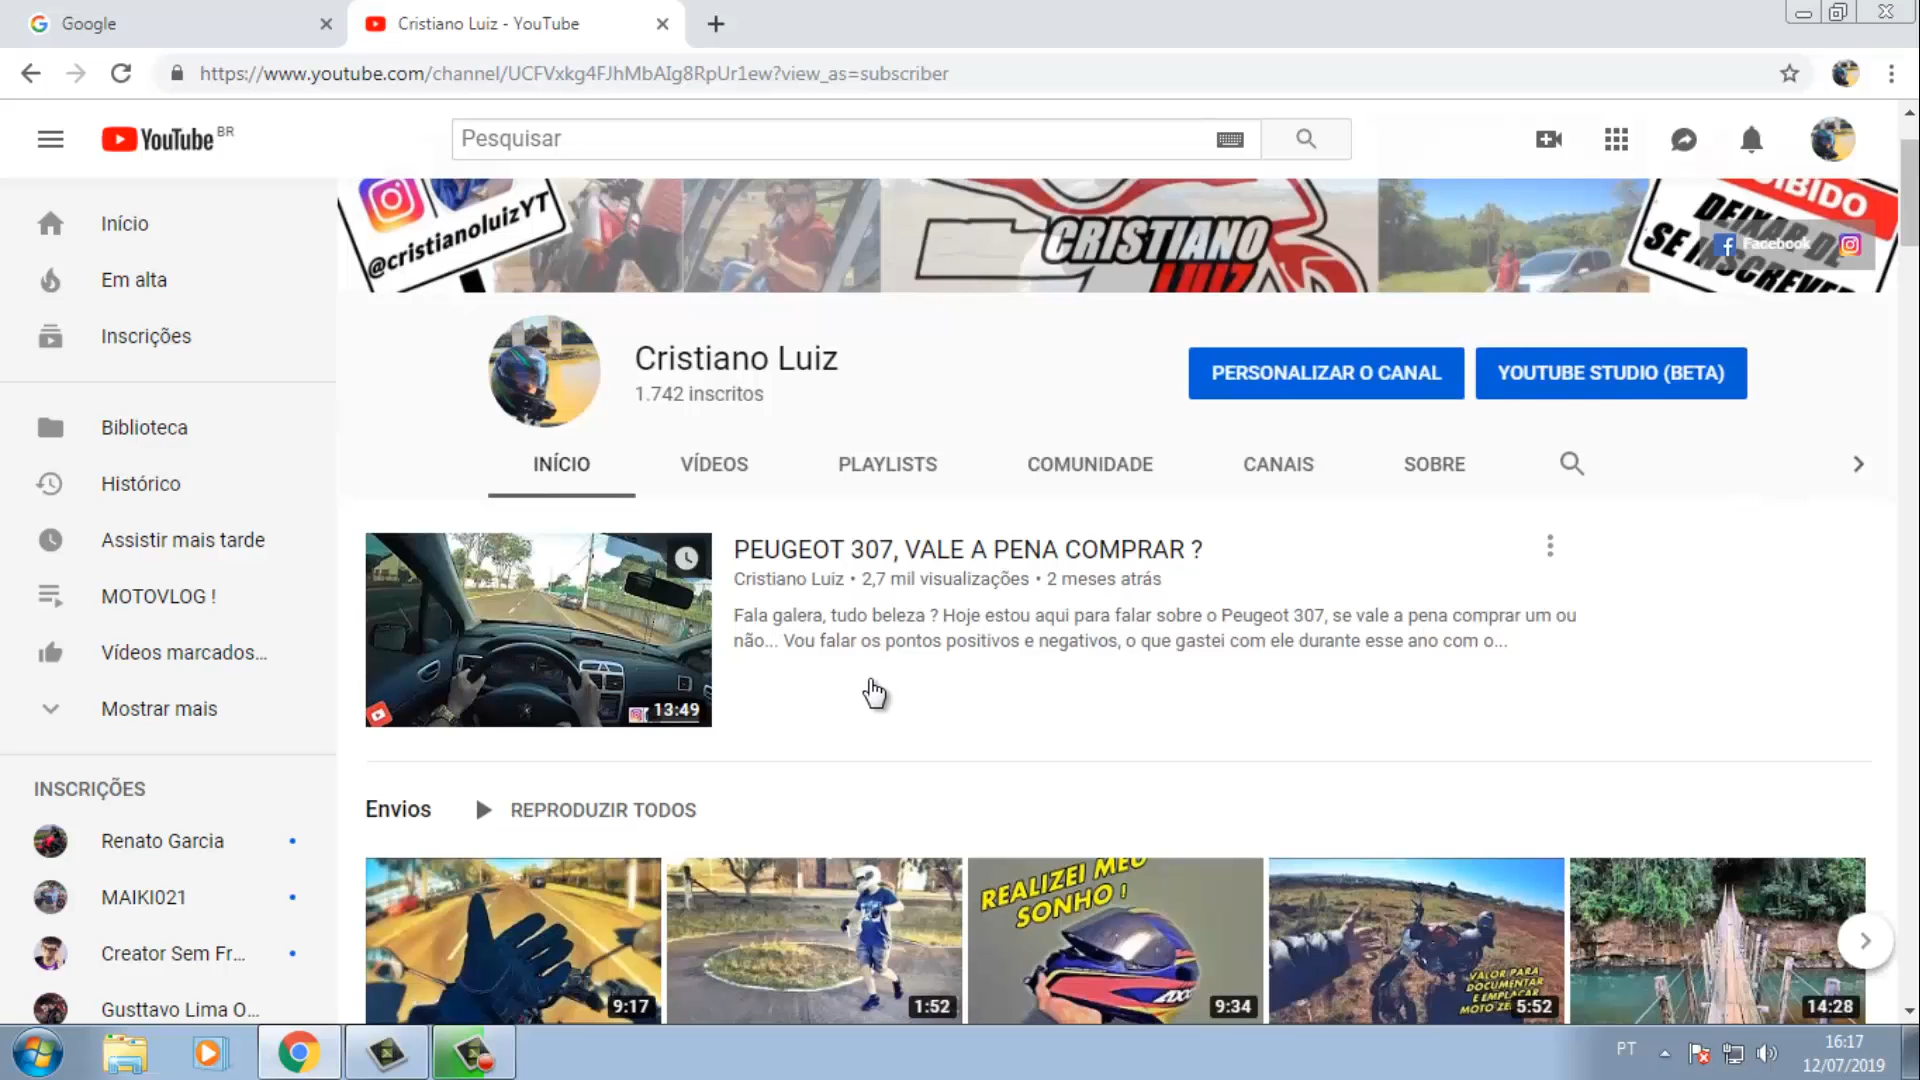 Google
Cristiano Luiz - YouTube
https://www.youtube.com/channel/UCFVxkg4FJhMbAIg8RpUr1ew?view_as=subscriber
YouTube BR
Pesquisar
Início
Em alta
Inscrições
Biblioteca
Histórico
Assistir mais tarde
MOTOVLOG !
Vídeos marcados...
Mostrar mais
INSCRIÇÕES
Renato Garcia
MAIKI021
Creator Sem Fr...
Gusttavo Lima O...
@cristianoluizYT
CRISTIANO
LUIZ
DEIXAR DE
SE INSCREVER
Facebook
Cristiano Luiz
1.742 inscritos
PERSONALIZAR O CANAL
YOUTUBE STUDIO (BETA)
INÍCIO
VÍDEOS
PLAYLISTS
COMUNIDADE
CANAIS
SOBRE
13:49
PEUGEOT 307, VALE A PENA COMPRAR ?
Cristiano Luiz • 2,7 mil visualizações • 2 meses atrás
Fala galera, tudo beleza ? Hoje estou aqui para falar sobre o Peugeot 307, se vale a pena comprar um ou
não... Vou falar os pontos positivos e negativos, o que gastei com ele durante esse ano com o...
Envios
REPRODUZIR TODOS
9:17
1:52
REALIZEI MEU
SONHO !
9:34
VALOR PARA
DOCUMENTAR
E EMPLACAR
5:52
14:28
PT
16:17
12/07/2019